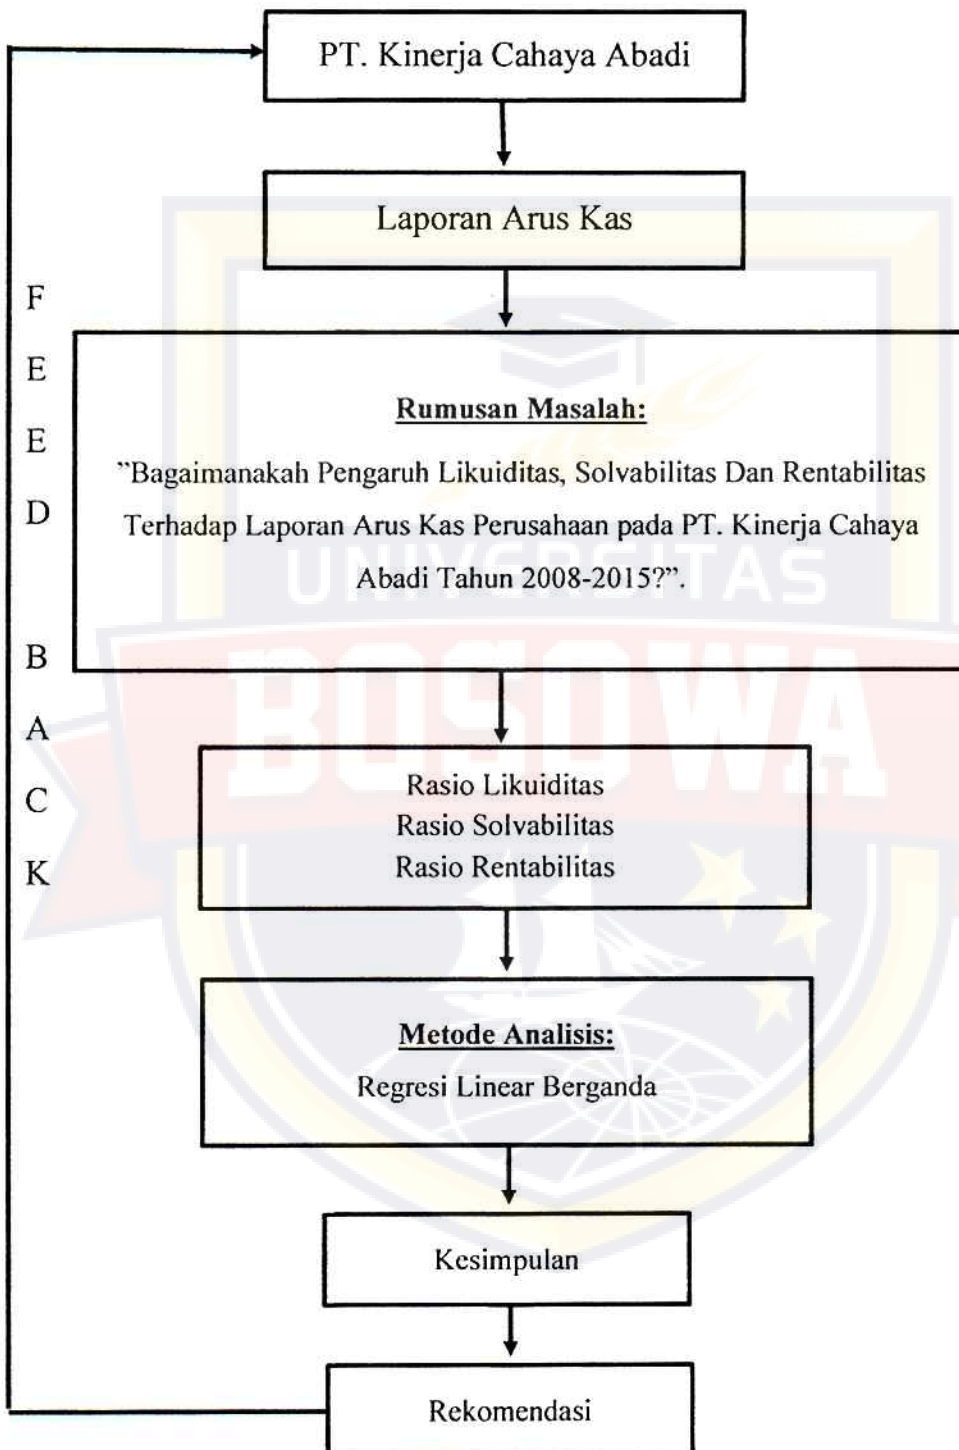 PT. Kinerja Cahaya Abadi
Laporan Arus Kas
F
E
E
D
B
A
C
K
Rumusan Masalah:
”Bagaimanakah Pengaruh Likuiditas, Solvabilitas Dan Rentabilitas
Terhadap Laporan Arus Kas Perusahaan pada PT. Kinerja Cahaya
Abadi Tahun 2008-2015?”.
UNIVERSITAS
BOSOWA
Rasio Likuiditas
Rasio Solvabilitas
Rasio Rentabilitas
Metode Analisis:
Regresi Linear Berganda
Kesimpulan
Rekomendasi